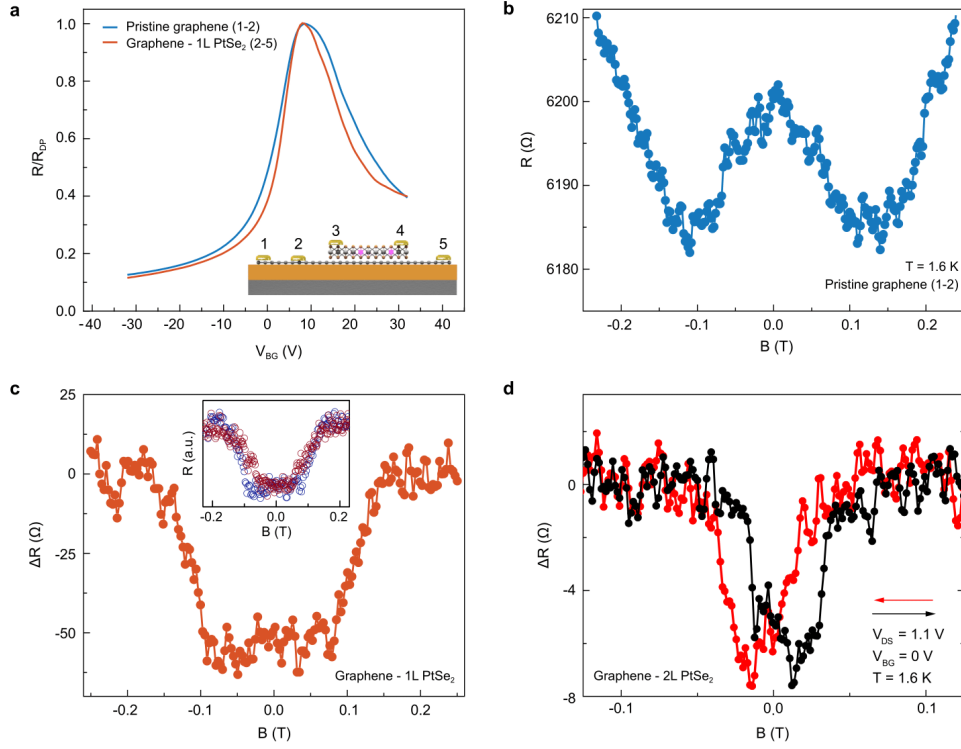 a
Pristine graphene (1-2)
Graphene - 1L PtSe₂ (2-5)
1.0
0.8
0.6
0.4
0.2
0.0
R/R_DP
1 2 3 4 5
-40 -30 -20 -10 0 10 20 30 40
V_BG (V)
b
6210
6200
6190
6180
R (Ω)
T = 1.6 K
Pristine graphene (1-2)
-0.2 -0.1 0.0 0.1 0.2
B (T)
c
25
0
-25
-50
ΔR (Ω)
R (a.u.)
-0.2 0.0 0.2
B (T)
Graphene - 1L PtSe₂
-0.2 -0.1 0.0 0.1 0.2
B (T)
d
0
-4
-8
ΔR (Ω)
V_DS = 1.1 V
V_BG = 0 V
T = 1.6 K
Graphene - 2L PtSe₂
-0.1 0.0 0.1
B (T)